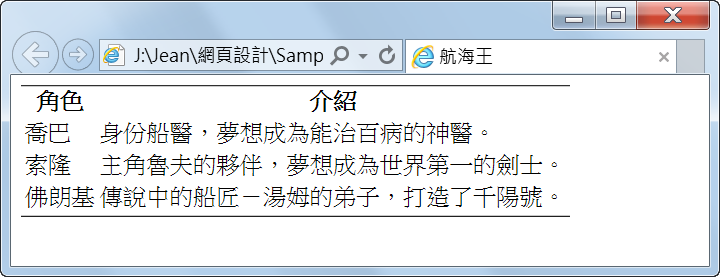 J:\Jean\網頁設計\Samp
航海王
角色 介紹
喬巴 身份船醫，夢想成為能治百病的神醫。
索隆 主角魯夫的夥伴，夢想成為世界第一的劍士。
佛朗基 傳說中的船匠－湯姆的弟子，打造了千陽號。